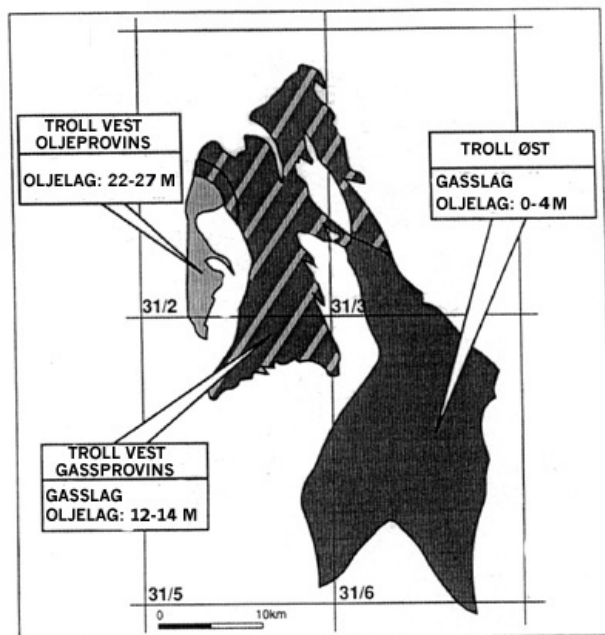 TROLL VEST
OLJEPROVINS
OLJELAG: 22-27 M
TROLL ØST
GASSLAG
OLJELAG: 0-4 M
31/2
31/3
TROLL VEST
GASSPROVINS
GASSLAG
OLJELAG: 12-14 M
31/5
31/6
0
10km